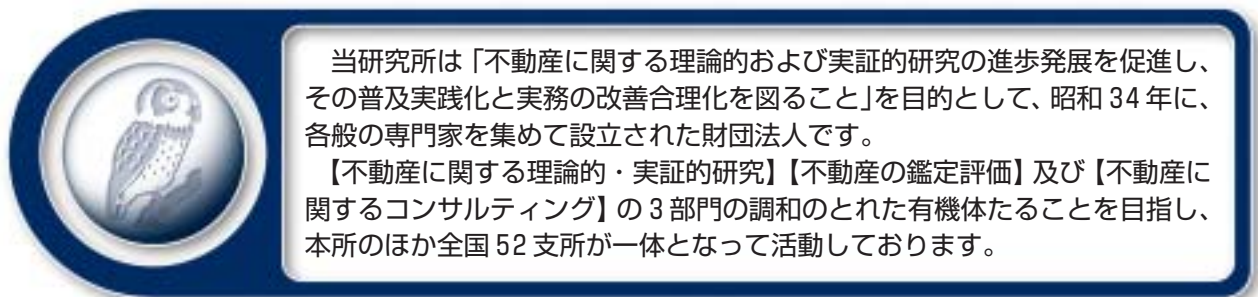 当研究所は「不動産に関する理論的および実証的研究の進歩発展を促進し、
その普及実践化と実務の改善合理化を図ること」を目的として、昭和34年に、
各般の専門家を集めて設立された財団法人です。
【不動産に関する理論的・実証的研究】【不動産の鑑定評価】及び【不動産に
関するコンサルティング】の3部門の調和のとれた有機体たることを目指し、
本所のほか全国52支所が一体となって活動しております。